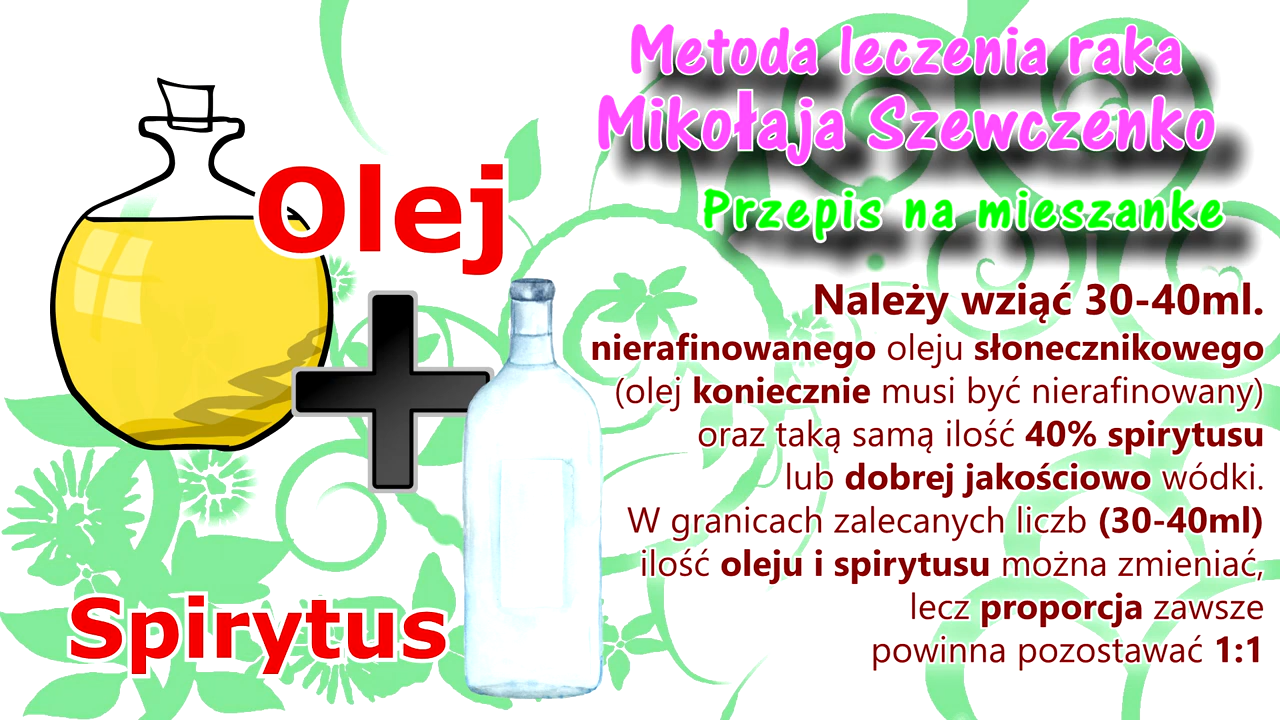 Metoda leczenia raka
Mikołaja Szewczenko
Przepis na mieszanke
Olej
Spirytus
Należy wziąć 30-40ml.
nierafinowanego oleju słonecznikowego
(olej koniecznie musi być nierafinowany)
oraz taką samą ilość 40% spirytusu
lub dobrej jakościowo wódki.
W granicach zalecanych liczb (30-40ml)
ilość oleju i spirytusu można zmieniać,
lecz proporcja zawsze
powinna pozostawać 1:1